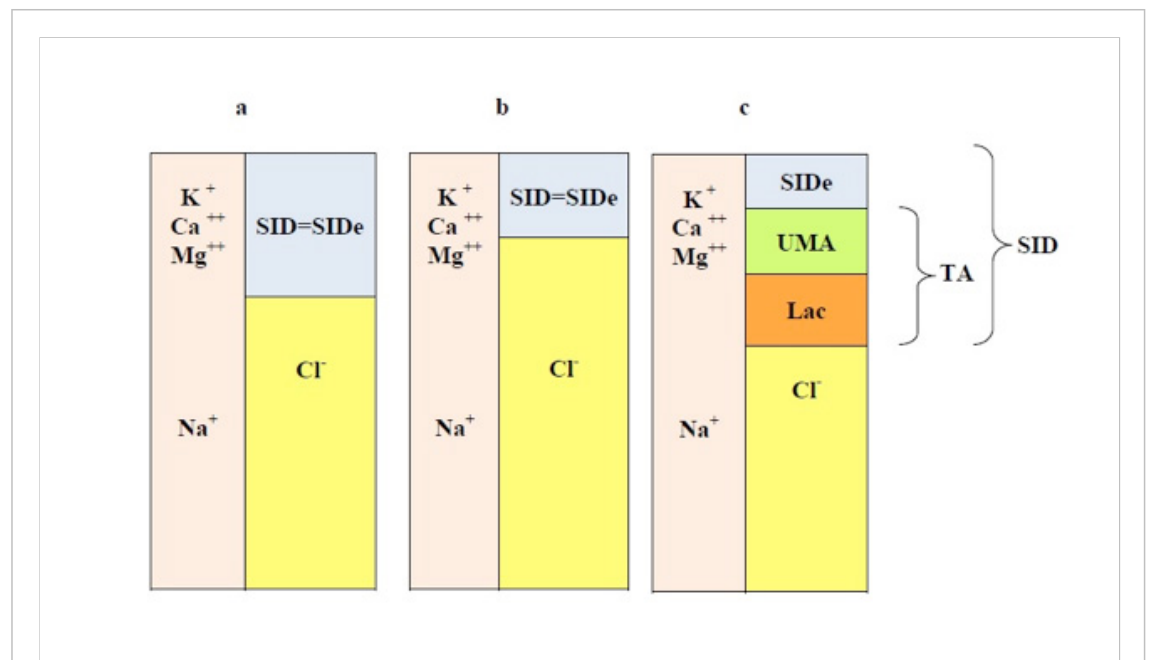 a
b
c
K⁺
Ca⁺⁺
Mg⁺⁺
Na⁺
SID=SIDe
Cl⁻
K⁺
Ca⁺⁺
Mg⁺⁺
Na⁺
SID=SIDe
Cl⁻
K⁺
Ca⁺⁺
Mg⁺⁺
Na⁺
SIDe
UMA
Lac
Cl⁻
TA
SID